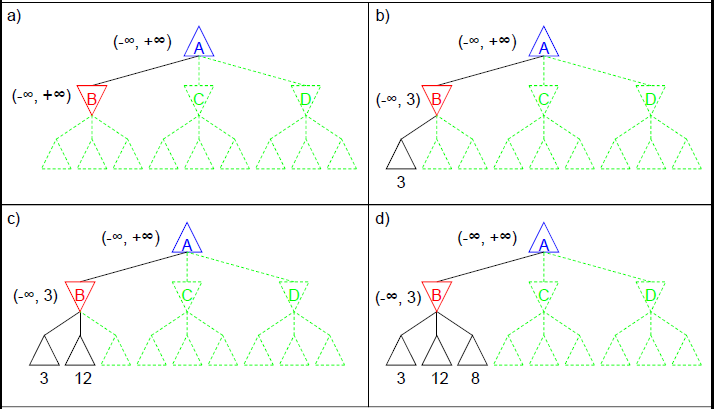 a)
(-∞, +∞) A
(-∞, +∞) B C D
b)
(-∞, +∞) A
(-∞, 3) B C D
3
c)
(-∞, +∞) A
(-∞, 3) B C D
3 12
d)
(-∞, +∞) A
(-∞, 3) B C D
3 12 8